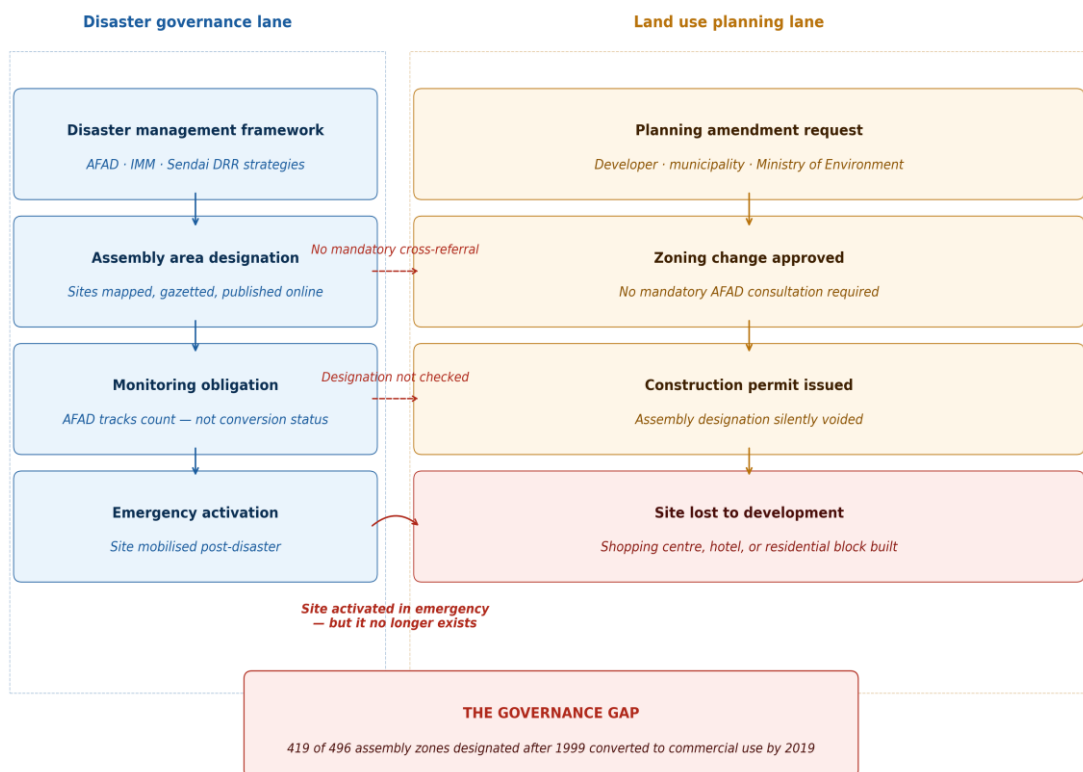 Disaster governance lane
Land use planning lane
Disaster management framework
AFAD · IMM · Sendai DRR strategies
Planning amendment request
Developer · municipality · Ministry of Environment
Assembly area designation
Sites mapped, gazetted, published online
No mandatory cross-referral
Zoning change approved
No mandatory AFAD consultation required
Monitoring obligation
AFAD tracks count — not conversion status
Designation not checked
Construction permit issued
Assembly designation silently voided
Emergency activation
Site mobilised post-disaster
Site lost to development
Shopping centre, hotel, or residential block built
Site activated in emergency
— but it no longer exists
THE GOVERNANCE GAP
419 of 496 assembly zones designated after 1999 converted to commercial use by 2019